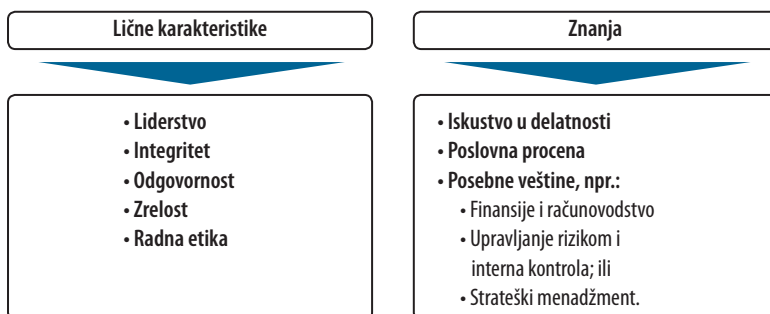 Lične karakteristike
• Liderstvo
• Integritet
• Odgovornost
• Zrelost
• Radna etika
Znanja
• Iskustvo u delatnosti
• Poslovna procena
• Posebne veštine, npr.:
• Finansije i računovodstvo
• Upravljanje rizikom i
interna kontrola; ili
• Strateški menadžment.